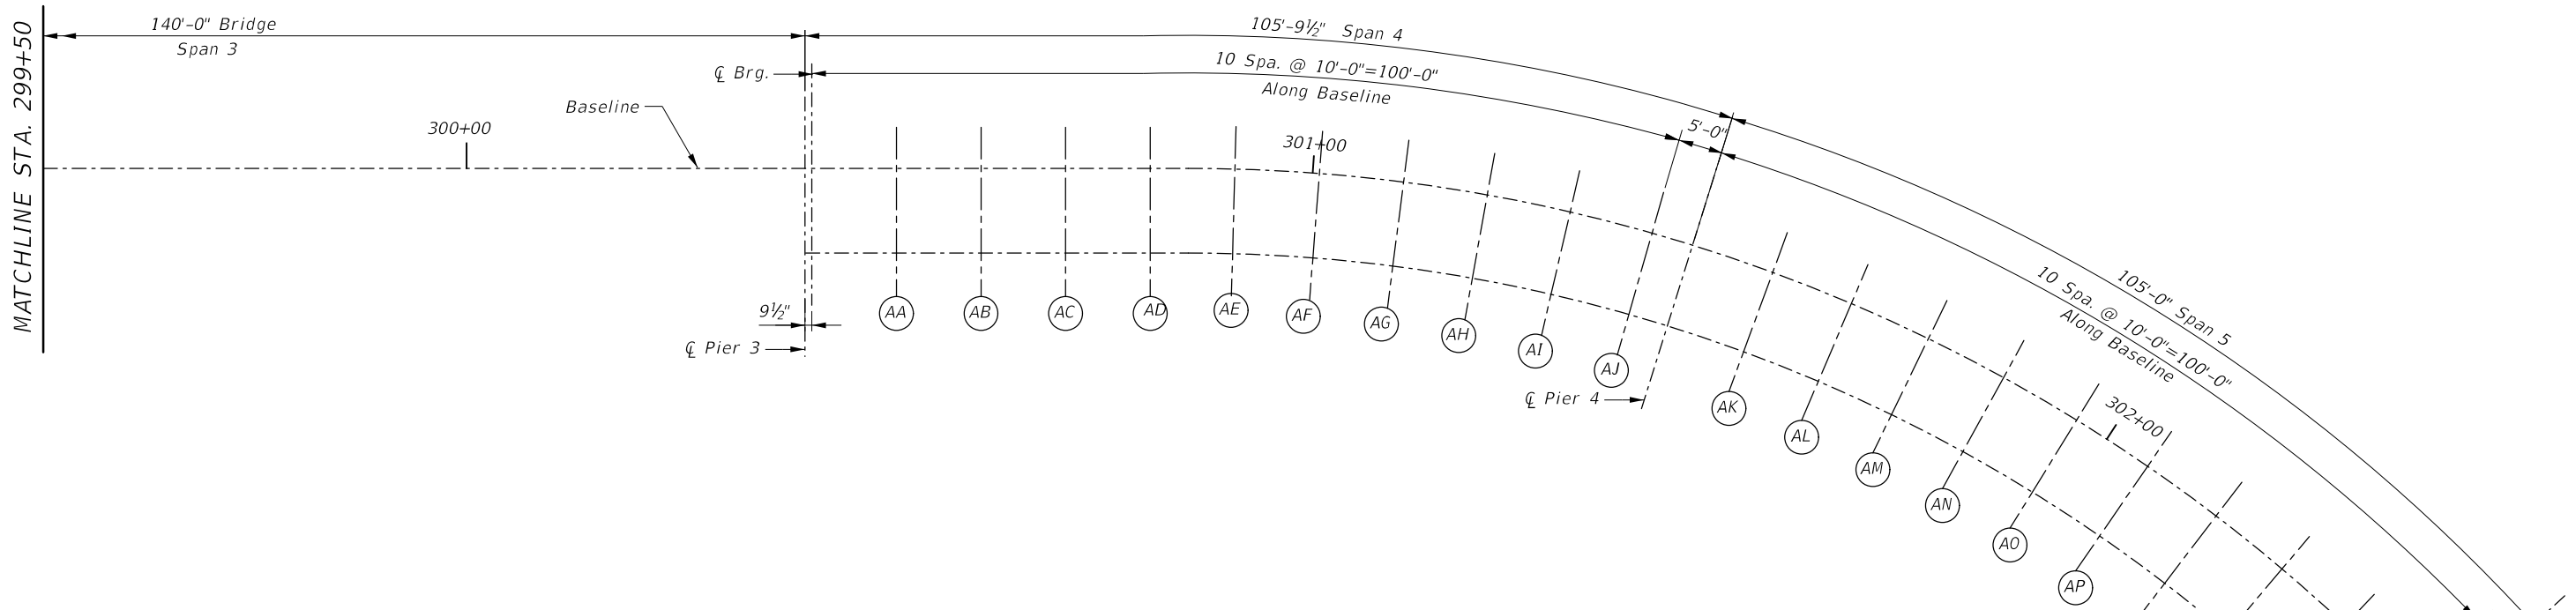 MATCHLINE STA. 299+50
140'-0" Bridge
Span 3
105'-9½" Span 4
℄ Brg.
10 Spa. @ 10'-0"=100'-0"
Along Baseline
Baseline
300+00
301+00
5'-0"
105'-0" Span 5
10 Spa. @ 10'-0"=100'-0"
Along Baseline
302+00
9½"
℄ Pier 3
℄ Pier 4
AA
AB
AC
AD
AE
AF
AG
AH
AI
AJ
AK
AL
AM
AN
AO
AP